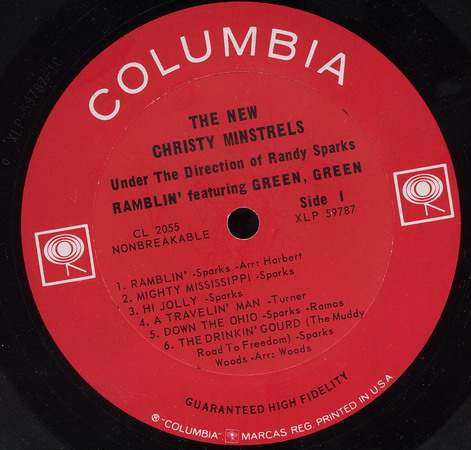 COLUMBIA
THE NEW
CHRISTY MINSTRELS
Under The Direction of Randy Sparks
RAMBLIN' featuring GREEN, GREEN
CL 2055
NONBREAKABLE
Side 1
XLP 59787
1. RAMBLIN' -Sparks -Arr: Harbert
2. MIGHTY MISSISSIPPI -Sparks
3. HI JOLLY -Sparks
4. A TRAVELIN' MAN -Turner
5. DOWN THE OHIO -Sparks -Ramos
6. THE DRINKIN' GOURD (The Muddy
Road To Freedom) -Sparks
Woods -Arr: Woods
GUARANTEED HIGH FIDELITY
® "COLUMBIA" MARCAS REG. PRINTED IN U.S.A.
XLP 59787-1C